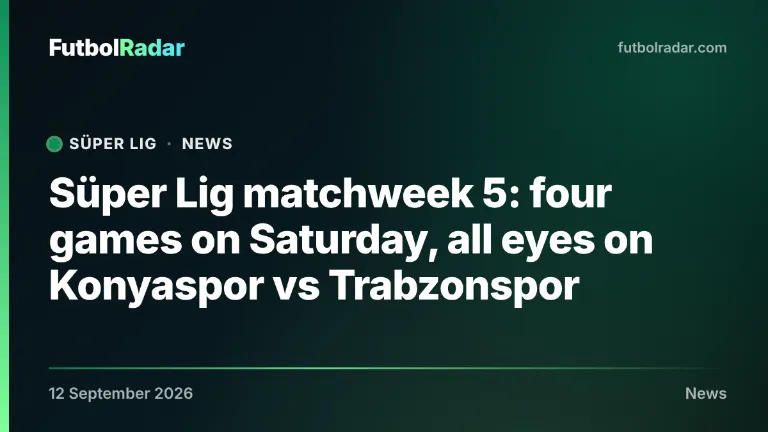 FutbolRadar
futbolradar.com
SÜPER LIG · NEWS
Süper Lig matchweek 5: four
games on Saturday, all eyes on
Konyaspor vs Trabzonspor
12 September 2026
News